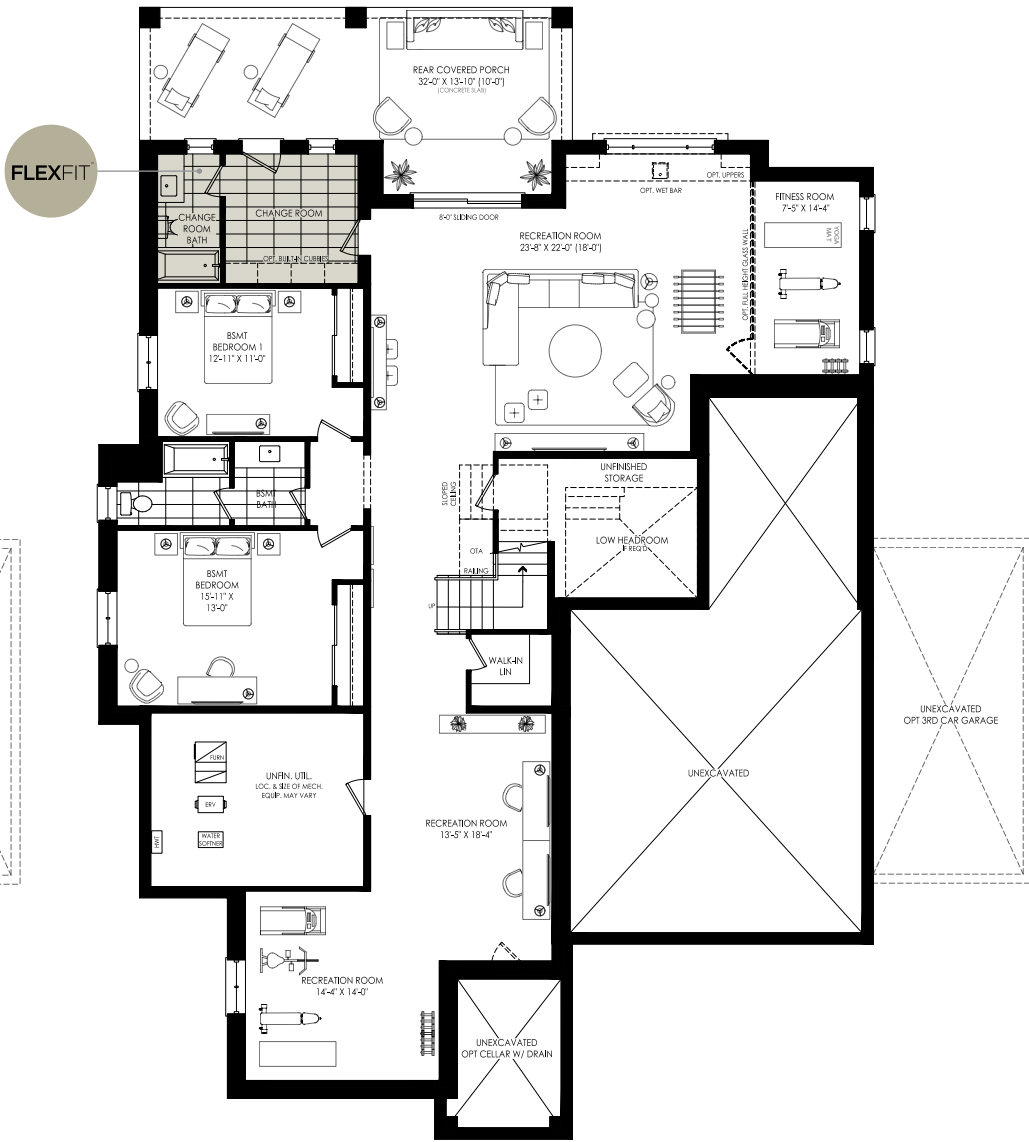 REAR COVERED PORCH
32'-0" X 13'-10" (10'-0")
(CONCRETE SLAB)
FLEXFIT™
CHANGE
ROOM
BATH
CHANGE ROOM
OPT. BUILT-IN CUBBIES
8'-0" SLIDING DOOR
OPT. WET BAR
OPT. UPPERS
RECREATION ROOM
23'-8" X 22'-0" (18'-0")
OPT. FULL HEIGHT GLASS WALL
FITNESS ROOM
7'-5" X 14'-4"
YOGA
MAT
BSMT
BEDROOM 1
12'-11" X 11'-0"
BSMT
BATH
SLOPED
CEILING
UNFINISHED
STORAGE
LOW HEADROOM
IF REQ'D
OTA
RAILING
UP
BSMT
BEDROOM
15'-11" X
13'-0"
WALK-IN
LIN
UNEXCAVATED
OPT 3RD CAR GARAGE
UNEXCAVATED
FURN
ERV
WATER
SOFTNER
HWT
UNFIN. UTIL.
LOC. & SIZE OF MECH.
EQUIP. MAY VARY
RECREATION ROOM
13'-5" X 18'-4"
RECREATION ROOM
14'-4" X 14'-0"
UNEXCAVATED
OPT CELLAR W/ DRAIN